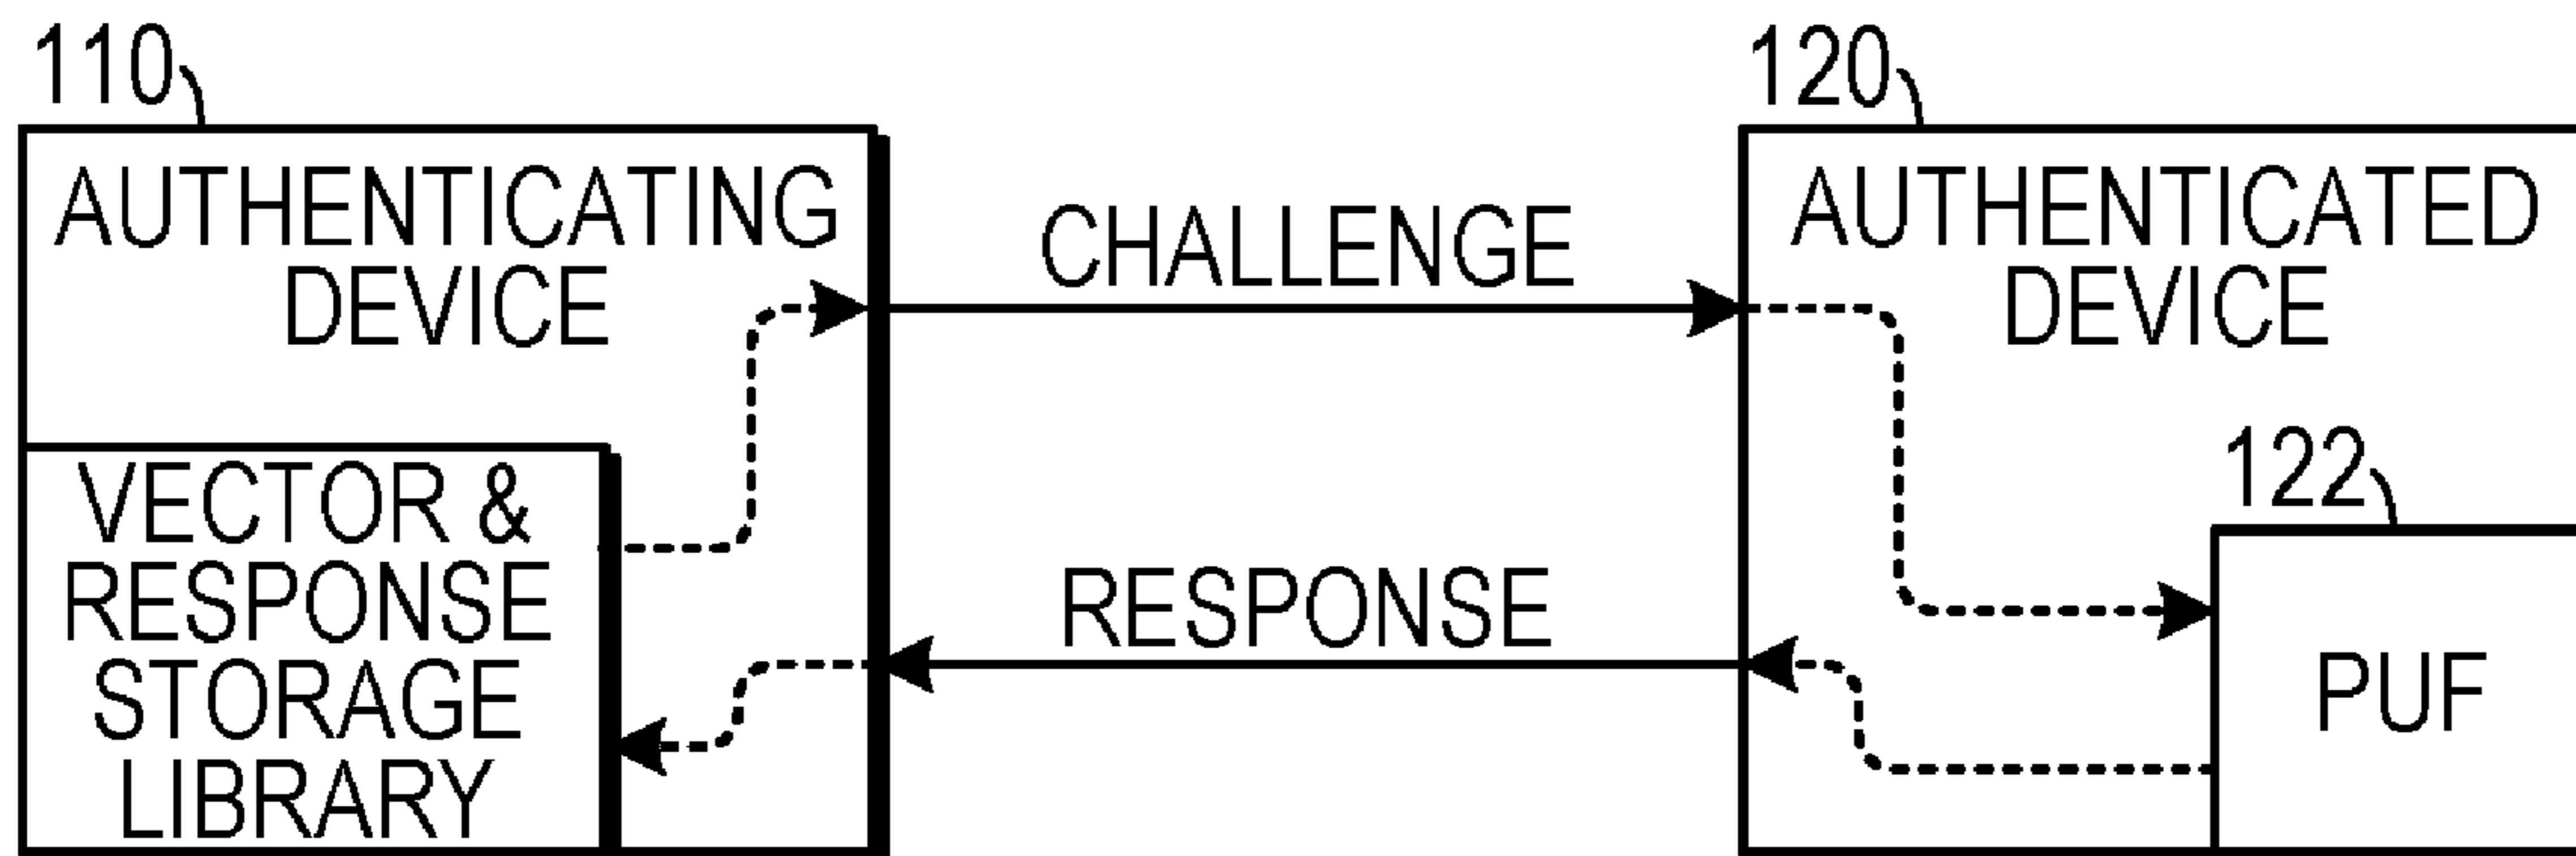 110
AUTHENTICATING
DEVICE
VECTOR &
RESPONSE
STORAGE
LIBRARY
CHALLENGE
RESPONSE
120
AUTHENTICATED
DEVICE
122
PUF